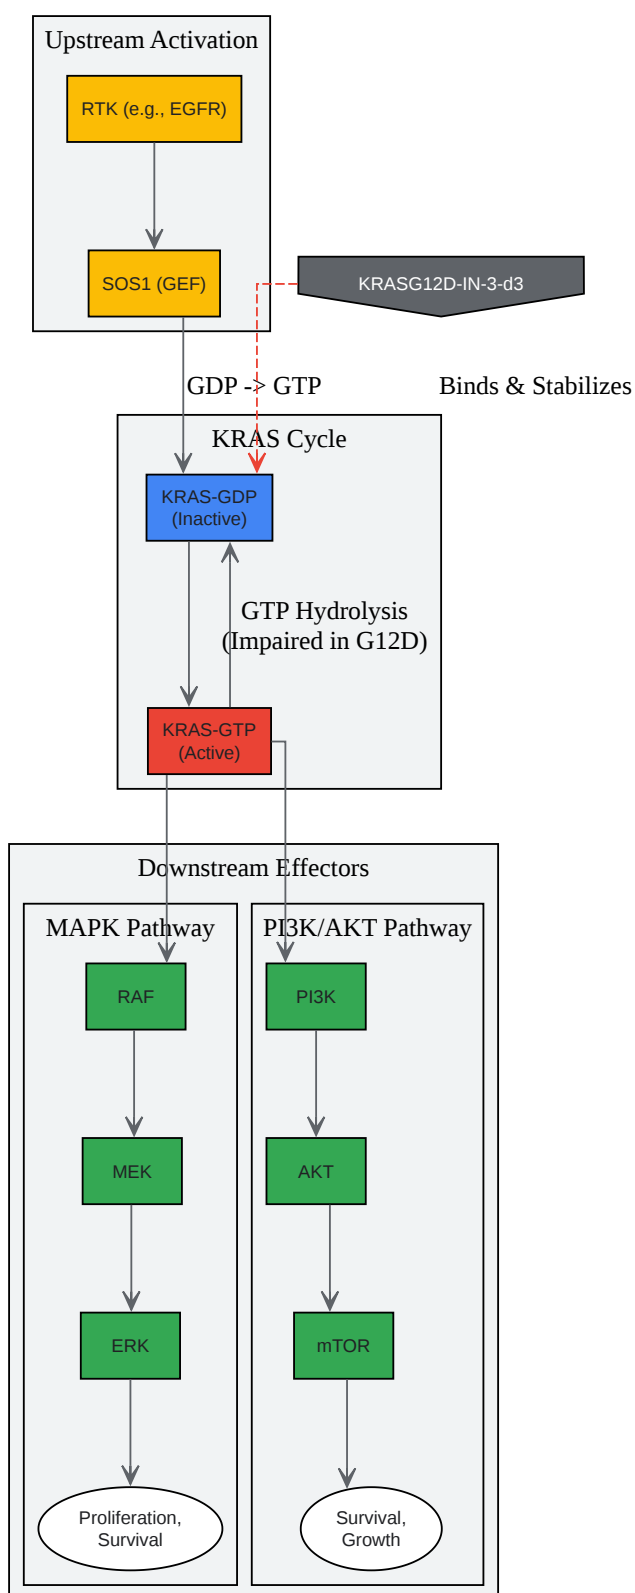 Upstream Activation
RTK (e.g., EGFR)
SOS1 (GEF)
KRASG12D-IN-3-d3
GDP -> GTP
Binds & Stabilizes
KRAS Cycle
KRAS-GDP
(Inactive)
GTP Hydrolysis
(Impaired in G12D)
KRAS-GTP
(Active)
Downstream Effectors
MAPK Pathway
PI3K/AKT Pathway
RAF
PI3K
MEK
AKT
ERK
mTOR
Proliferation,
Survival
Survival,
Growth